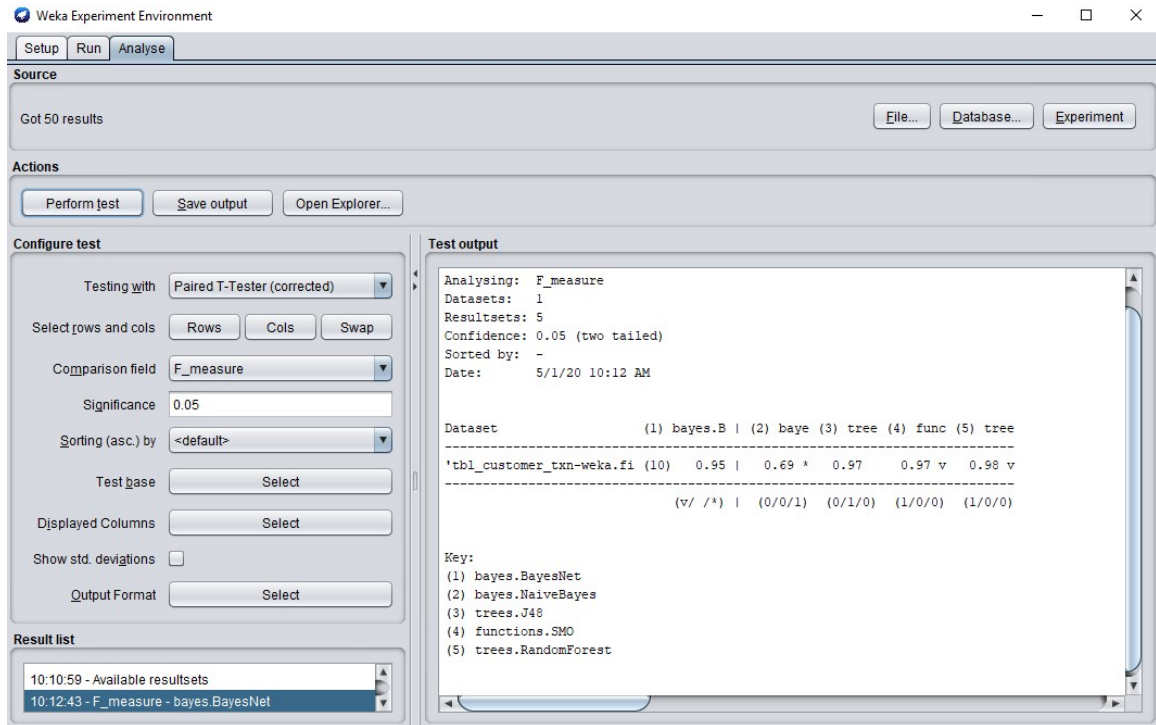 Weka Experiment Environment
Setup Run Analyse
Source
Got 50 results
File... Database... Experiment
Actions
Perform test Save output Open Explorer...
Configure test
Testing with Paired T-Tester (corrected)
Select rows and cols Rows Cols Swap
Comparison field F_measure
Significance 0.05
Sorting (asc.) by <default>
Test base Select
Displayed Columns Select
Show std. deviations
Output Format Select
Result list
10:10:59 - Available resultsets
10:12:43 - F_measure - bayes.BayesNet
Test output
Analysing: F_measure
Datasets: 1
Resultsets: 5
Confidence: 0.05 (two tailed)
Sorted by: -
Date: 5/1/20 10:12 AM
Dataset (1) bayes.B | (2) baye (3) tree (4) func (5) tree
--------------------------------------------------------------------------
'tbl_customer_txn-weka.fi (10) 0.95 | 0.69 * 0.97 0.97 v 0.98 v
--------------------------------------------------------------------------
(v/ /*) | (0/0/1) (0/1/0) (1/0/0) (1/0/0)
Key:
(1) bayes.BayesNet
(2) bayes.NaiveBayes
(3) trees.J48
(4) functions.SMO
(5) trees.RandomForest